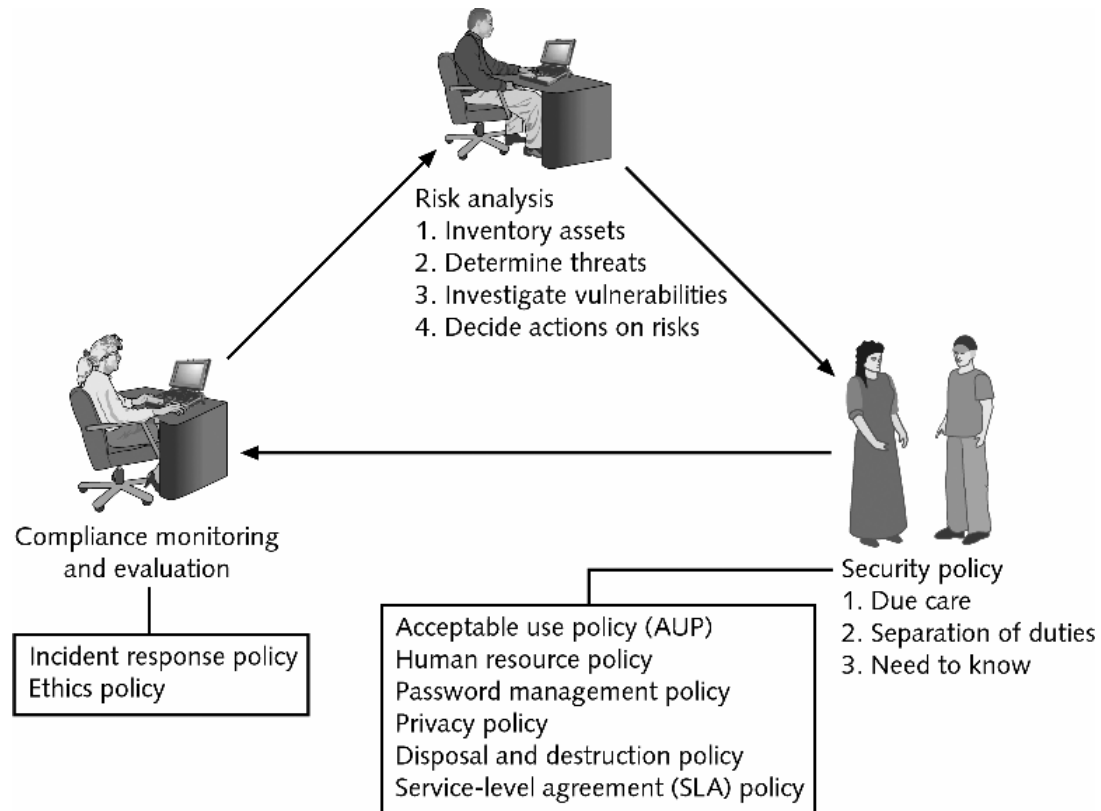 Risk analysis
1. Inventory assets
2. Determine threats
3. Investigate vulnerabilities
4. Decide actions on risks
Compliance monitoring
and evaluation
Incident response policy
Ethics policy
Security policy
1. Due care
2. Separation of duties
3. Need to know
Acceptable use policy (AUP)
Human resource policy
Password management policy
Privacy policy
Disposal and destruction policy
Service-level agreement (SLA) policy